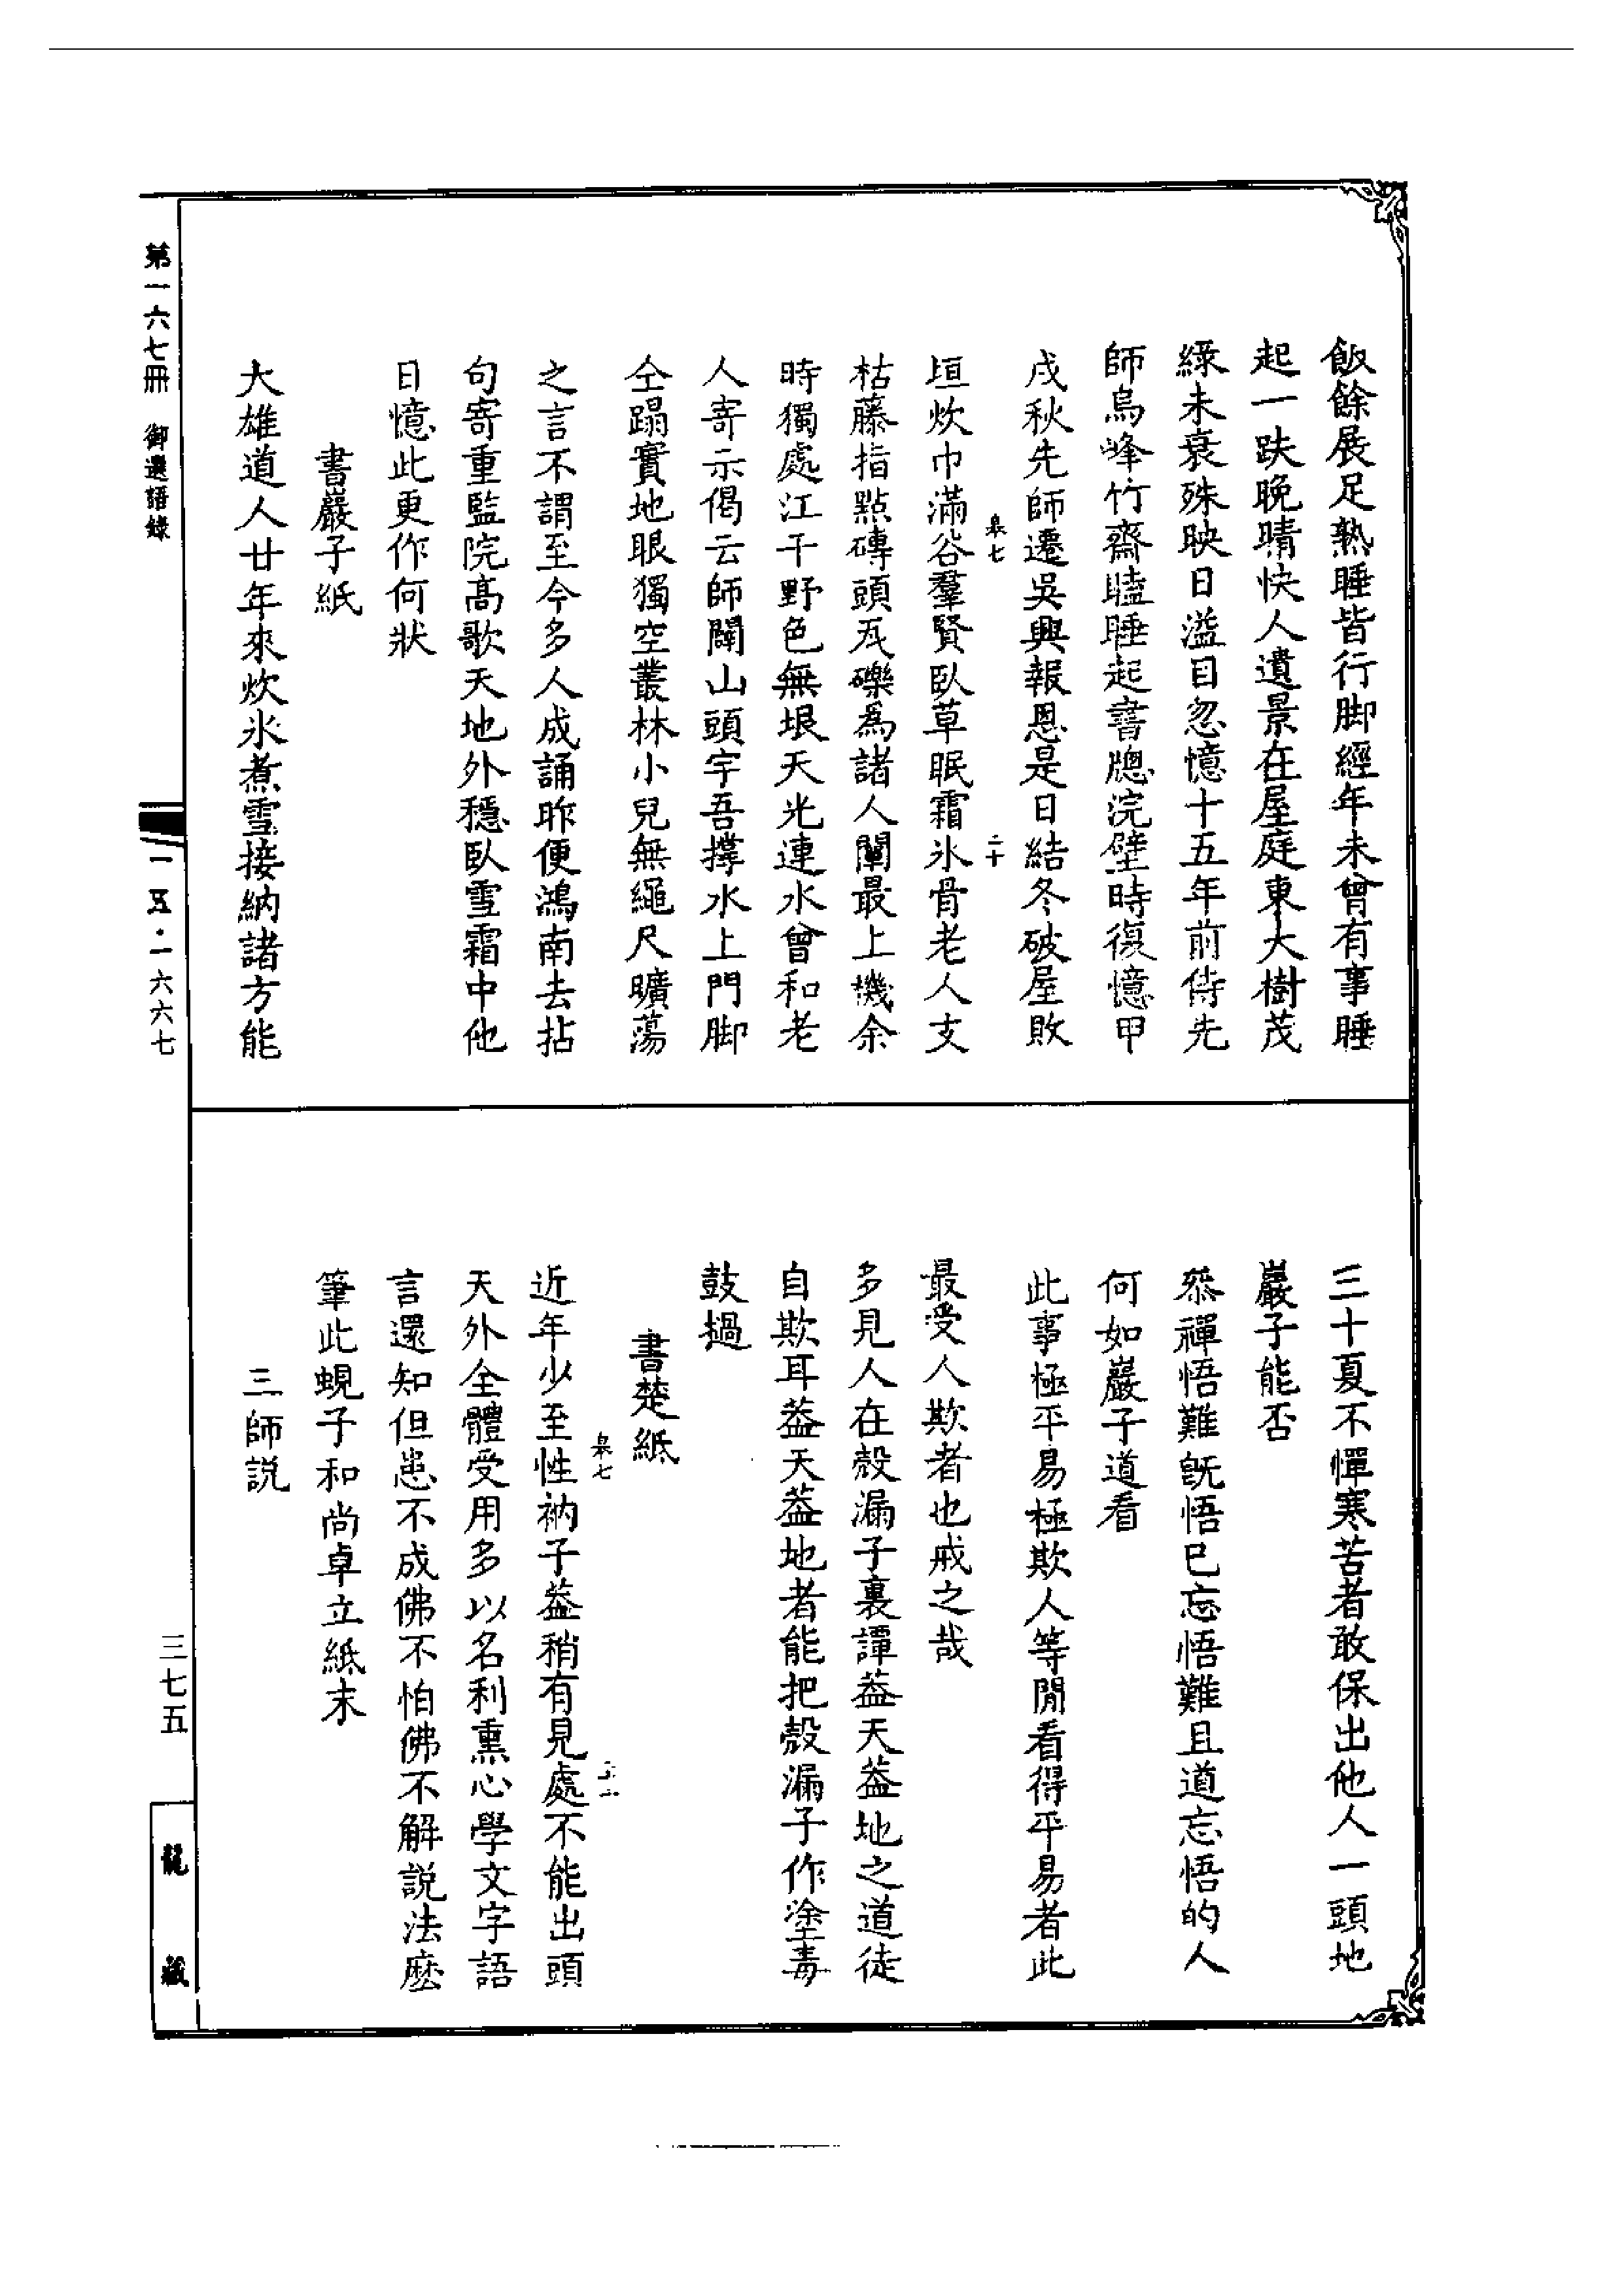 飯餘展足熟睡皆行脚經年未曾有事睡
起一趺晚晴快人遺景在屋庭東大樹茂
綠未衰殊映日溢目忽憶十五年前侍先
師烏峰竹齋瞌睡起書牕浣壁時復憶甲
戌秋先師遷吳興報恩是日結冬破屋敗
垣炊巾滿谷羣賢臥草眠霜氷骨老人支
枯藤指點磚頭瓦礫為諸人闡最上機余
時獨處江干野色無垠天光連水曾和老
人寄示偈云師闡山頭宇吾撑水上門脚
仝蹋實地眼獨空叢林小兒無繩尺曠蕩
之言不謂至今多人成誦昨便鴻南去拈
句寄重監院高歌天地外穩臥雪霜中他
日憶此更作何狀
書巖子紙
大雄道人廿年來炊氷煮雪接納諸方能
三十夏不憚寒苦者敢保出他人一頭地
巖子能否
叅禪悟難旣悟巳忘悟難且道忘悟的人
何如巖子道看
此事極平易極欺人等閒看得平易者此
最受人欺者也戒之哉
多見人在殼漏子裏譚葢天葢地之道徒
自欺耳葢天葢地者能把殼漏子作塗毒
鼓撾
書楚紙
近年少至性衲子葢稍有見處不能出頭
天外全體受用多以名利熏心學文字語
言還知但患不成佛不怕佛不解説法麽
筆此蜆子和尚卓立紙末
三師説
皋七
二十
皋七
第一六七冊 御選語錄
一五·一六六七
三七五
龍藏